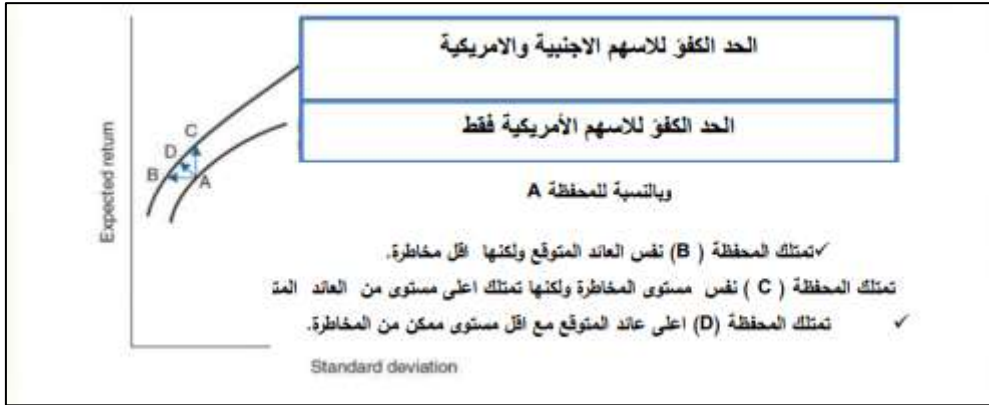 الحد الكفؤ للاسهم الاجنبية والامريكية
الحد الكفؤ للاسهم الأمريكية فقط
Expected return
C
D
B
A
وبالنسبة للمحفظة A
✓تمتلك المحفظة ( B) نفس العائد المتوقع ولكنها اقل مخاطرة.
تمتلك المحفظة ( C ) نفس مستوى المخاطرة ولكنها تمتلك اعلى مستوى من العائد المت
✓ تمتلك المحفظة (D) اعلى عائد المتوقع مع اقل مستوى ممكن من المخاطرة.
Standard deviation